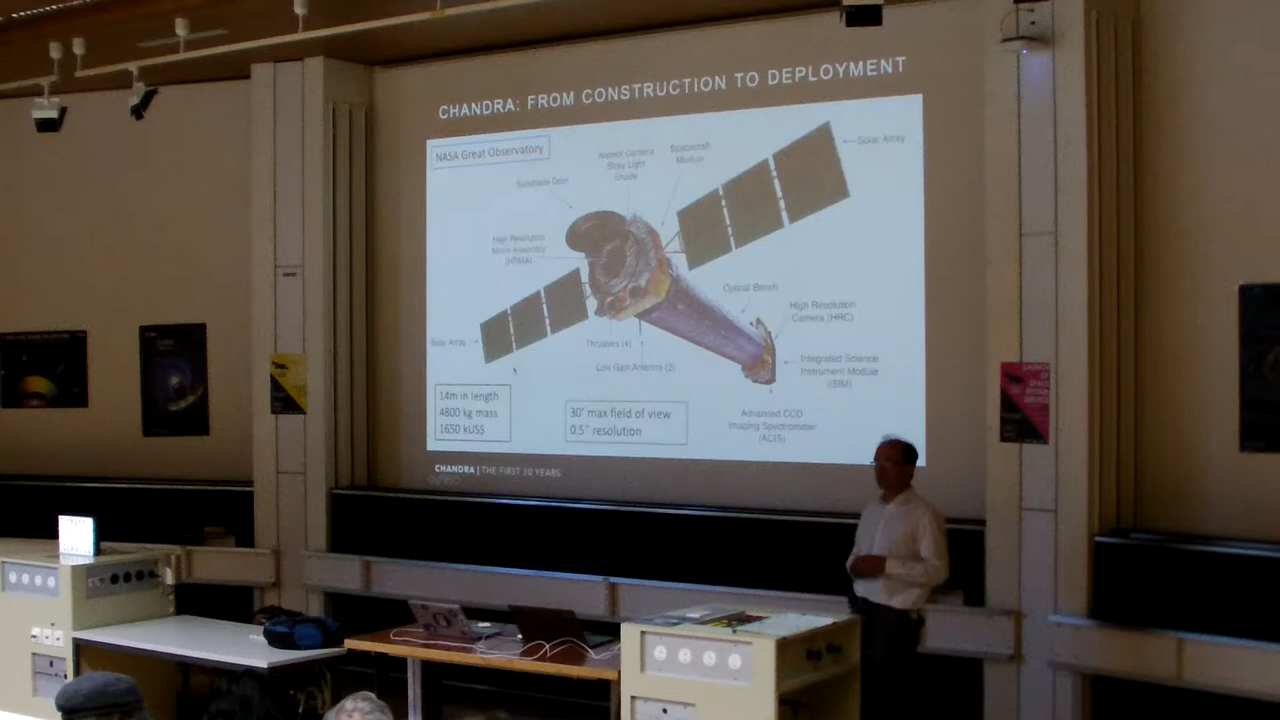 CHANDRA: FROM CONSTRUCTION TO DEPLOYMENT
NASA Great Observatory
Aspect Camera
Stray Light
Shade
Spacecraft
Module
Solar Array
Sunshade Door
High Resolution
Mirror Assembly
(HRMA)
Optical Bench
High Resolution
Camera (HRC)
Solar Array
Thrusters (4)
Low Gain Antenna (2)
Integrated Science
Instrument Module
(ISIM)
14m in length
4800 kg mass
1650 kUS$
30' max field of view
0.5" resolution
Advanced CCD
Imaging Spectrometer
(ACIS)
CHANDRA | THE FIRST 20 YEARS